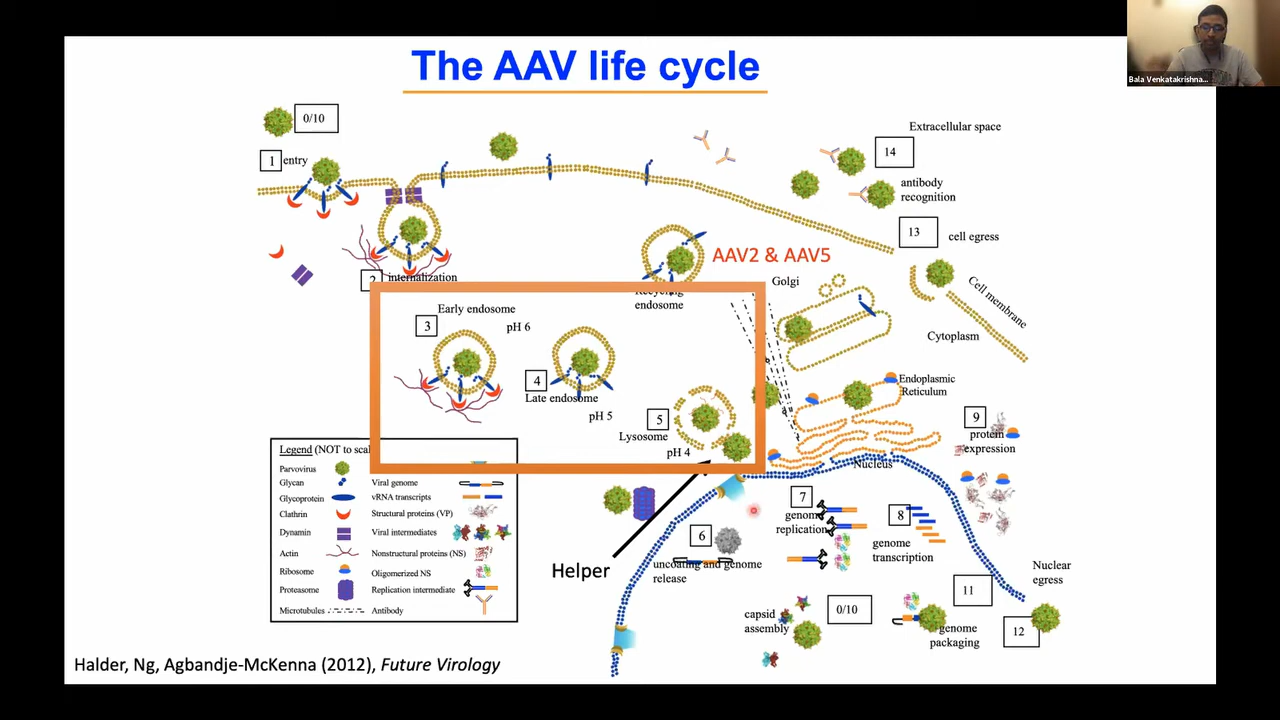 The AAV life cycle
Bala Venkatakrishna...
0/10
1
entry
Extracellular space
14
antibody
recognition
13
cell egress
AAV2 & AAV5
2
internalization
Recycling
endosome
Golgi
Cell membrane
Cytoplasm
Early endosome
3
pH 6
4
Late endosome
pH 5
5
Lysosome
pH 4
Endoplasmic
Reticulum
9
protein
expression
Nucleus
Legend (NOT to scal
Parvovirus
Glycan
Glycoprotein
Clathrin
Dynamin
Actin
Ribosome
Proteasome
Microtubules
Viral genome
vRNA transcripts
Structural proteins (VP)
Viral intermediates
Nonstructural proteins (NS)
Oligomerized NS
Replication intermediate
Antibody
Helper
6
uncoating and genome
release
7
genome
replication
8
genome
transcription
Nuclear
egress
capsid
assembly
0/10
11
genome
packaging
12
Halder, Ng, Agbandje-McKenna (2012), Future Virology